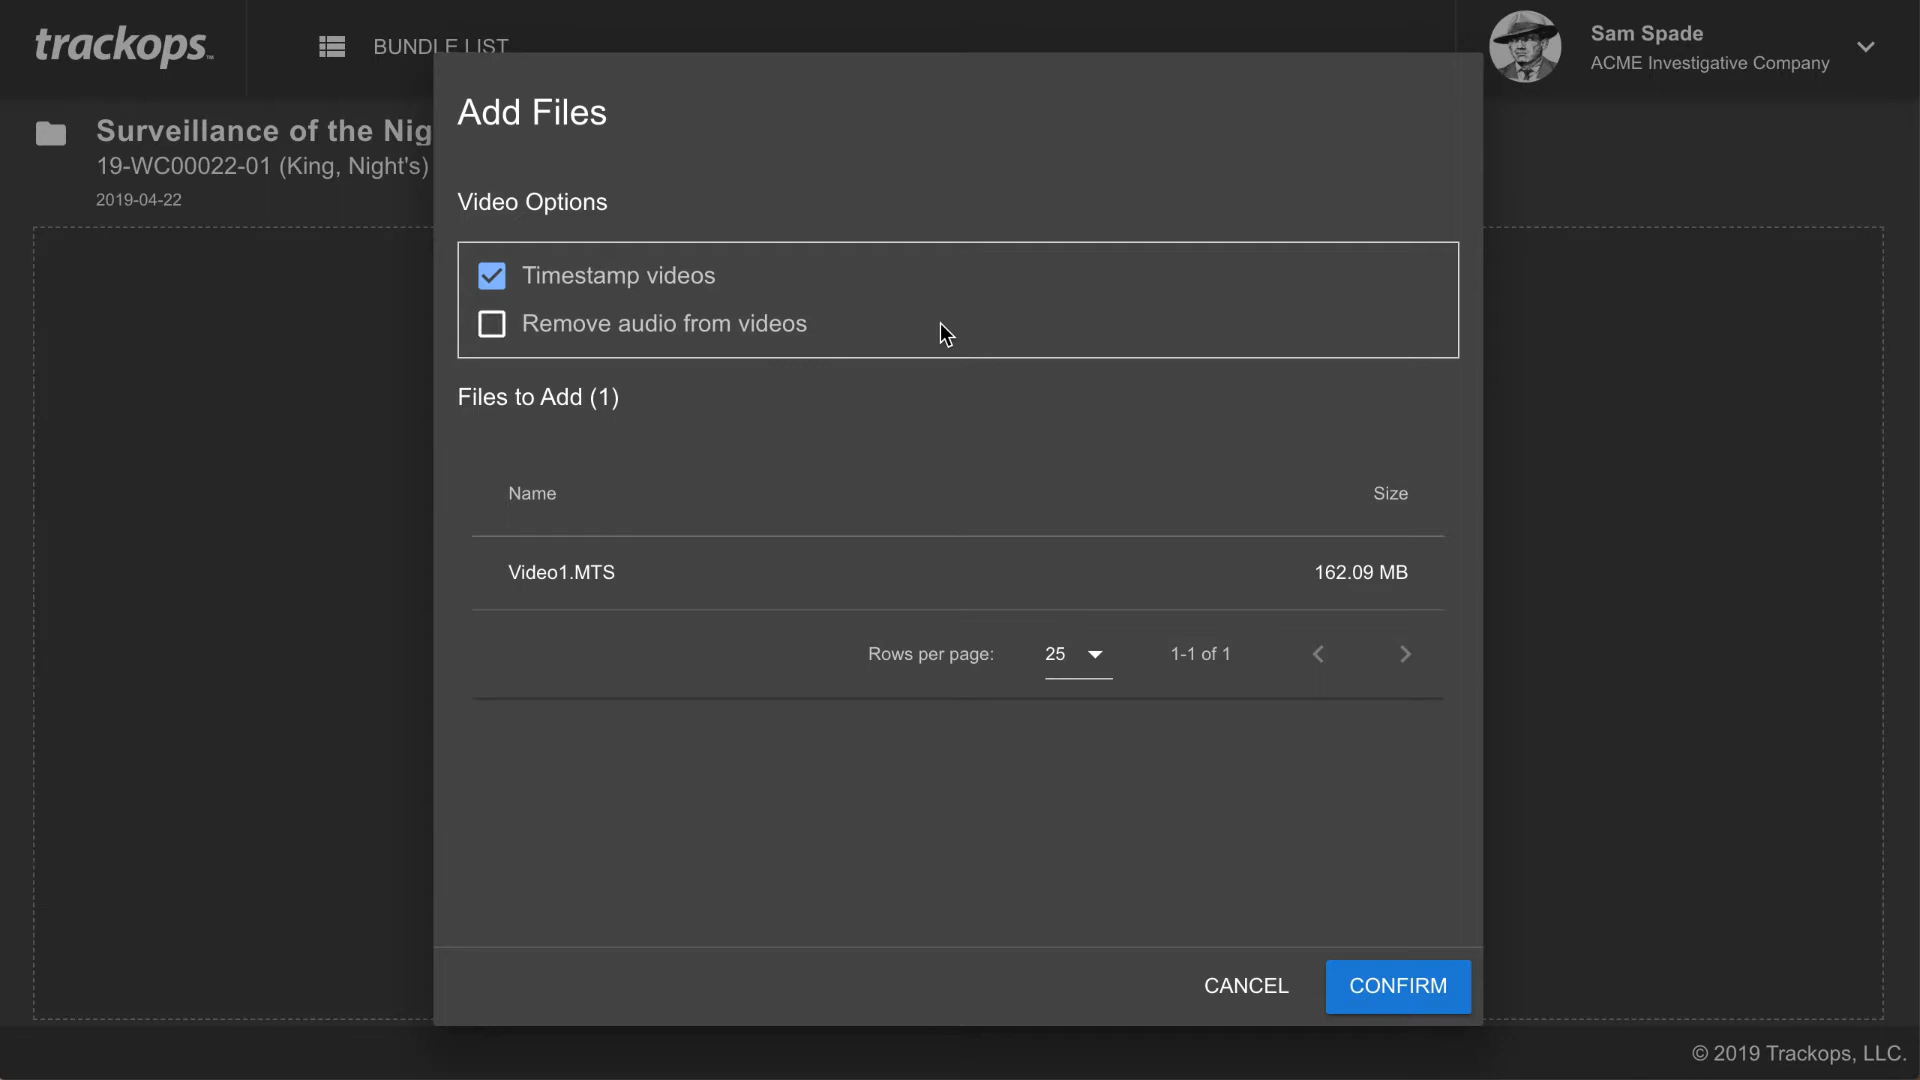 trackops™
BUNDLE LIST
Sam Spade
ACME Investigative Company
Surveillance of the Nig
19-WC00022-01 (King, Night's)
2019-04-22
Add Files
Video Options
Timestamp videos
Remove audio from videos
Files to Add (1)
Name Size
Video1.MTS 162.09 MB
Rows per page: 25 1-1 of 1
CANCEL CONFIRM
© 2019 Trackops, LLC.